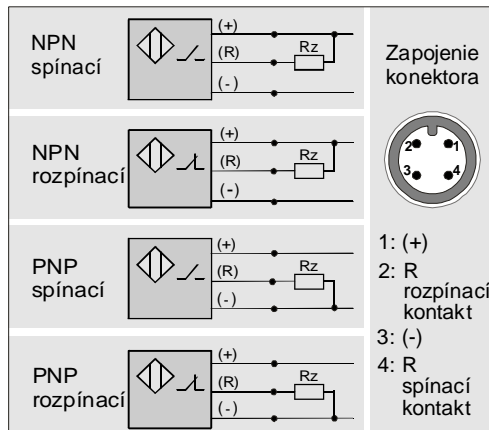 NPN
spínací
(+)
(R)
Rz
(-)
NPN
rozpínací
(+)
(R)
Rz
(-)
PNP
spínací
(+)
(R)
Rz
(-)
PNP
rozpínací
(+)
(R)
Rz
(-)
Zapojenie
konektora
2 1
3 4
1: (+)
2: R
rozpínací
kontakt
3: (-)
4: R
spínací
kontakt